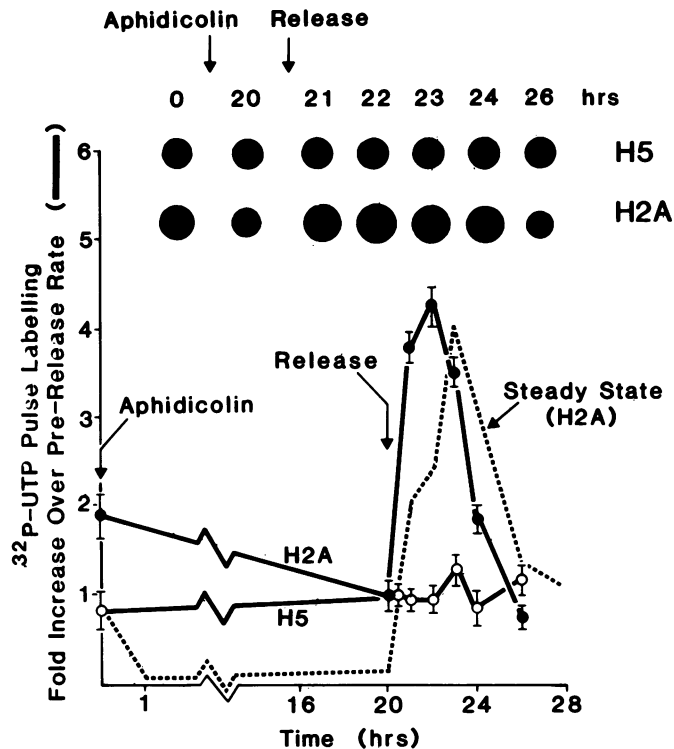 Aphidicolin Release
0 20 21 22 23 24 26 hrs
H5
H2A
6
5
4
3
2
1
32P-UTP Pulse Labelling
Fold Increase Over Pre-Release Rate ( )
Release
Aphidicolin
Steady State
(H2A)
H2A
H5
1 16 20 24 28
Time (hrs)